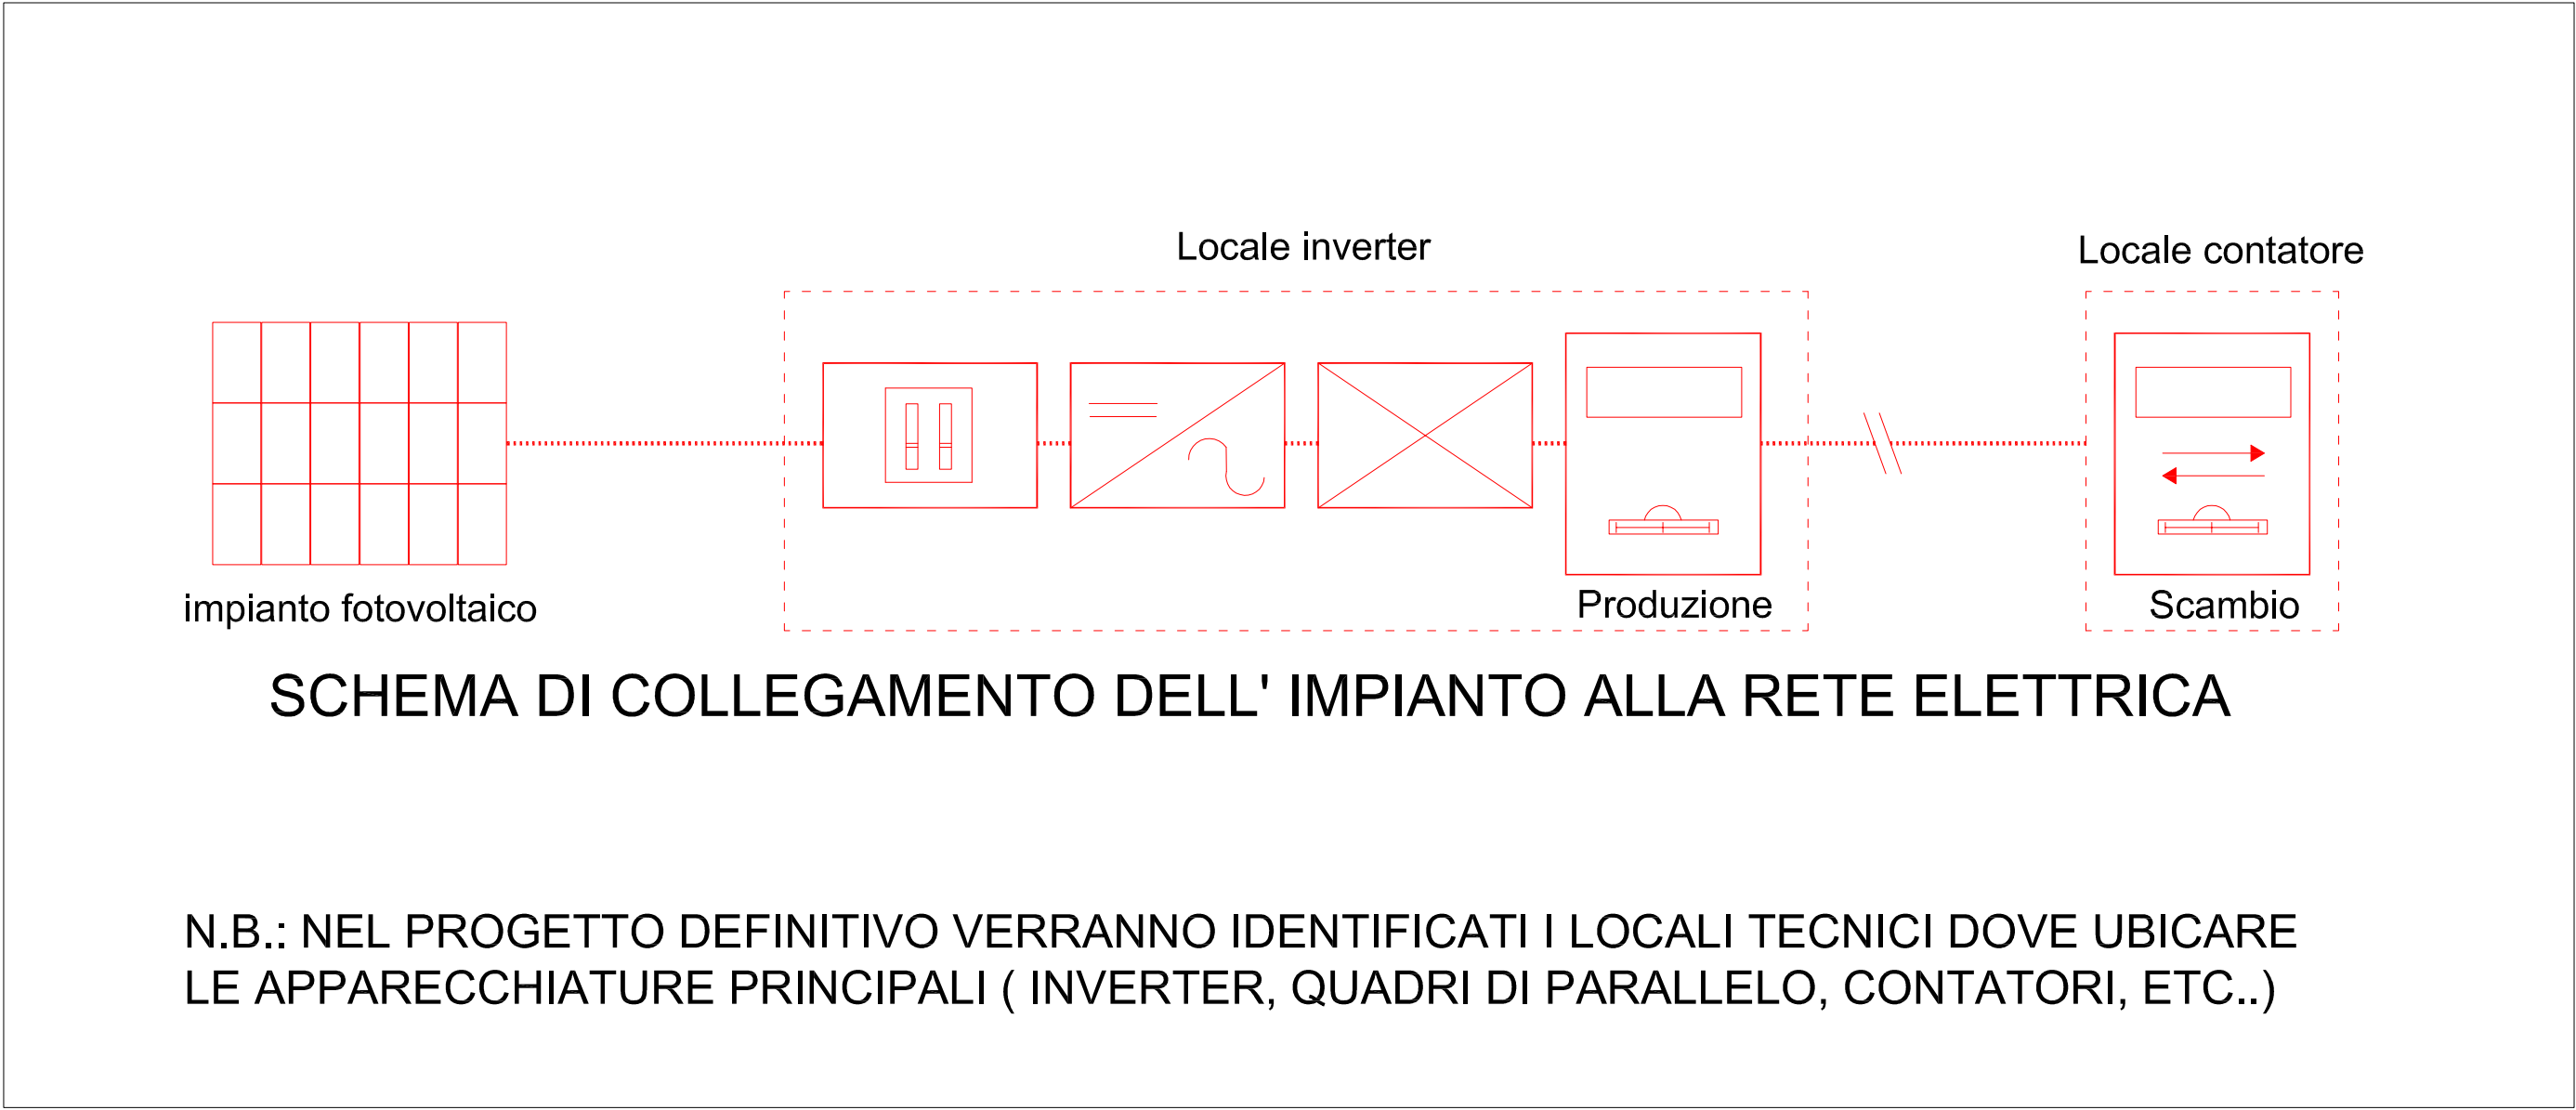 Locale inverter
Locale contatore
impianto fotovoltaico
Produzione
Scambio
SCHEMA DI COLLEGAMENTO DELL' IMPIANTO ALLA RETE ELETTRICA
N.B.: NEL PROGETTO DEFINITIVO VERRANNO IDENTIFICATI I LOCALI TECNICI DOVE UBICARE
LE APPARECCHIATURE PRINCIPALI ( INVERTER, QUADRI DI PARALLELO, CONTATORI, ETC..)